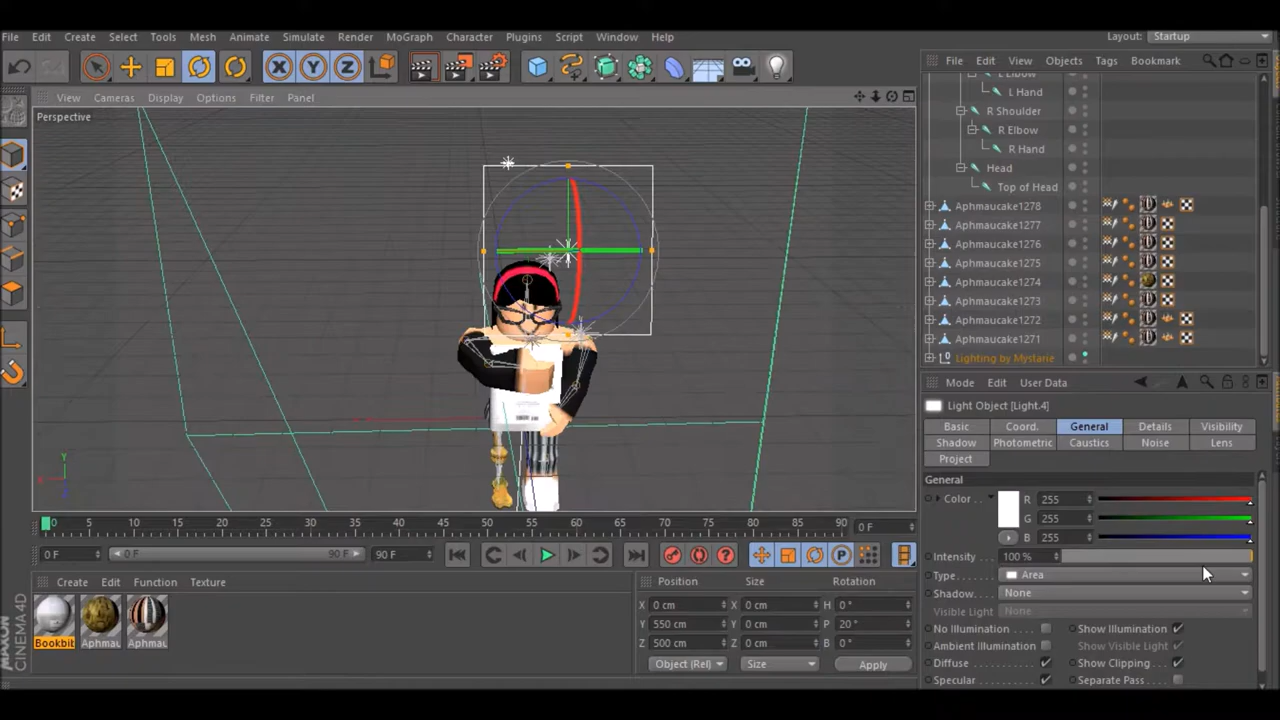 File Edit Create Select Tools Mesh Animate Simulate Render MoGraph Character Plugins Script Window Help Layout: Startup
X Y Z
View Cameras Display Options Filter Panel
Perspective
Y
X
0 5 10 15 20 25 30 35 40 45 50 55 60 65 70 75 80 85 90 0 F
0 F 0 F 90 F 90 F
Create Edit Function Texture
Bookbit Aphmau Aphmau
MAXON CINEMA4D
Position Size Rotation
X 0 cm X 0 cm H 0 °
Y 550 cm Y 0 cm P 20 °
Z 500 cm Z 0 cm B 0 °
Object (Rel) Size Apply
File Edit View Objects Tags Bookmark
L Elbow
L Hand
R Shoulder
R Elbow
R Hand
Head
Top of Head
Aphmaucake1278
Aphmaucake1277
Aphmaucake1276
Aphmaucake1275
Aphmaucake1274
Aphmaucake1273
Aphmaucake1272
Aphmaucake1271
Lighting by Mystarie
Mode Edit User Data
Light Object [Light.4]
Basic Coord. General Details Visibility
Shadow Photometric Caustics Noise Lens
Project
General
Color . . R 255
G 255
B 255
Intensity 100 %
Type . . . Area
Shadow. . None
Visible Light None
No Illumination . . . Show Illumination
Ambient Illumination Show Visible Light
Diffuse . . . Show Clipping . . .
Specular . . . Separate Pass . .